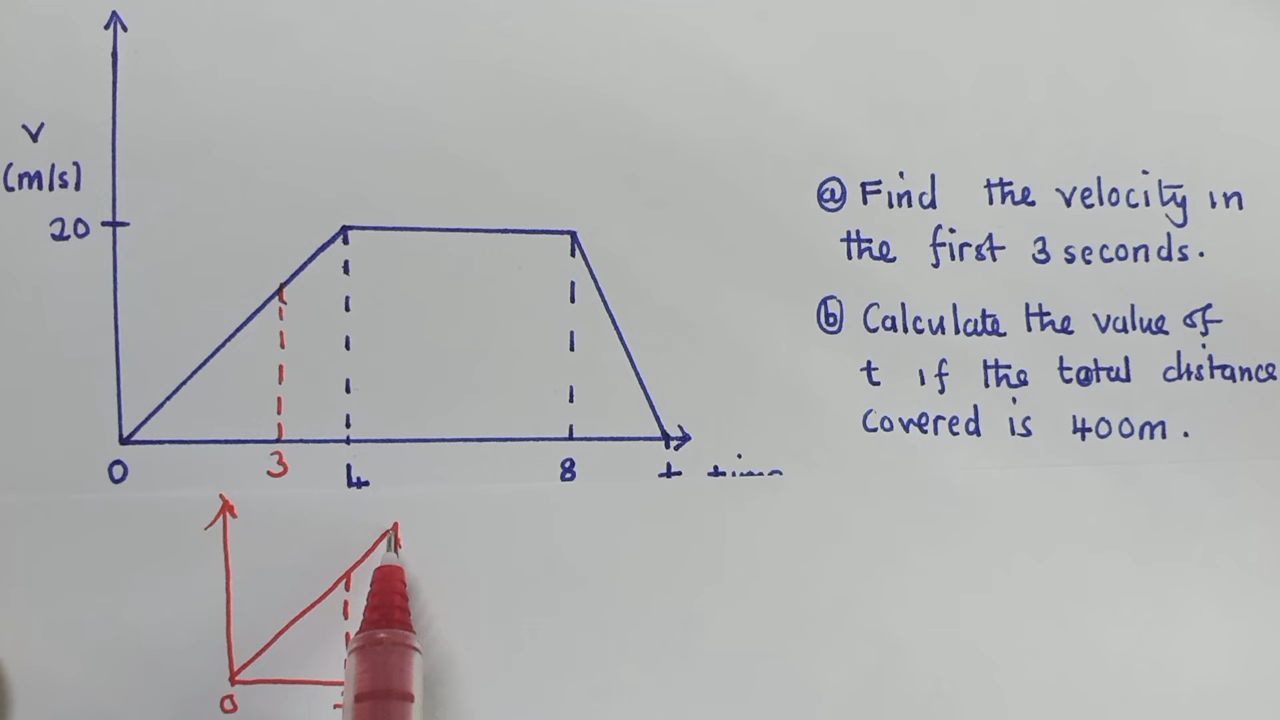 v
(m/s)
20
0
3
4
8
t time
ⓐ Find the velocity in
the first 3 seconds.
ⓑ Calculate the value of
t if the total distance
covered is 400m.
0